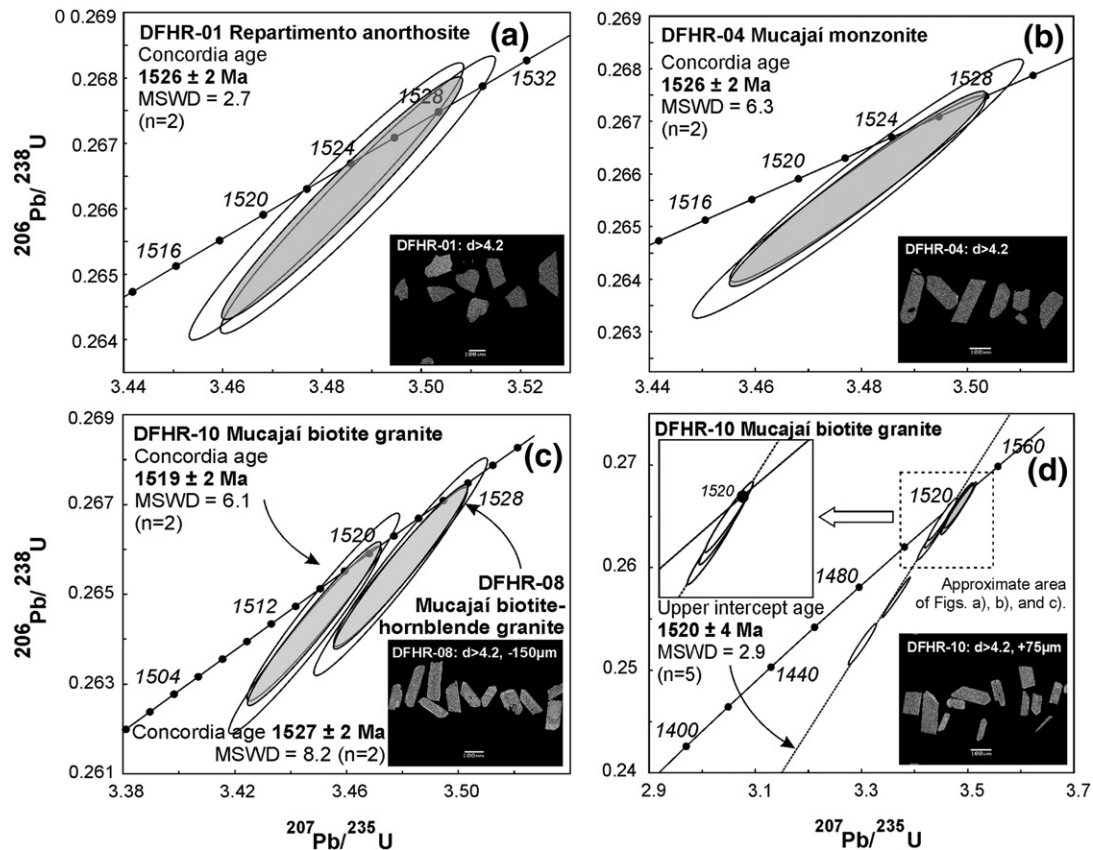 0 0.269
0.268
0.267
0.266
0.265
0.264
DFHR-01 Repartimento anorthosite
(a)
Concordia age
1526 ± 2 Ma
MSWD = 2.7
(n=2)
1532
1528
1524
1520
1516
DFHR-01: d>4.2
100µm
3.44
3.46
3.48
3.50
3.52
206Pb/238U
0.269
0.268
0.267
0.266
0.265
0.264
0.263
DFHR-04 Mucajaí monzonite
(b)
Concordia age
1526 ± 2 Ma
MSWD = 6.3
(n=2)
1528
1524
1520
1516
DFHR-04: d>4.2
100µm
3.44
3.46
3.48
3.50
0.269
0.267
0.265
0.263
0.261
DFHR-10 Mucajaí biotite granite
(c)
Concordia age
1519 ± 2 Ma
MSWD = 6.1
(n=2)
1528
1520
1512
1504
DFHR-08
Mucajaí biotite-
hornblende granite
DFHR-08: d>4.2, -150µm
100µm
Concordia age 1527 ± 2 Ma
MSWD = 8.2 (n=2)
3.38
3.42
3.46
3.50
206Pb/238U
207Pb/235U
0.27
0.26
0.25
0.24
DFHR-10 Mucajaí biotite granite
(d)
1560
1520
1520
1480
1440
1400
Approximate area
of Figs. a), b), and c).
Upper intercept age
1520 ± 4 Ma
MSWD = 2.9
(n=5)
DFHR-10: d>4.2, +75µm
100µm
2.9
3.1
3.3
3.5
3.7
207Pb/235U